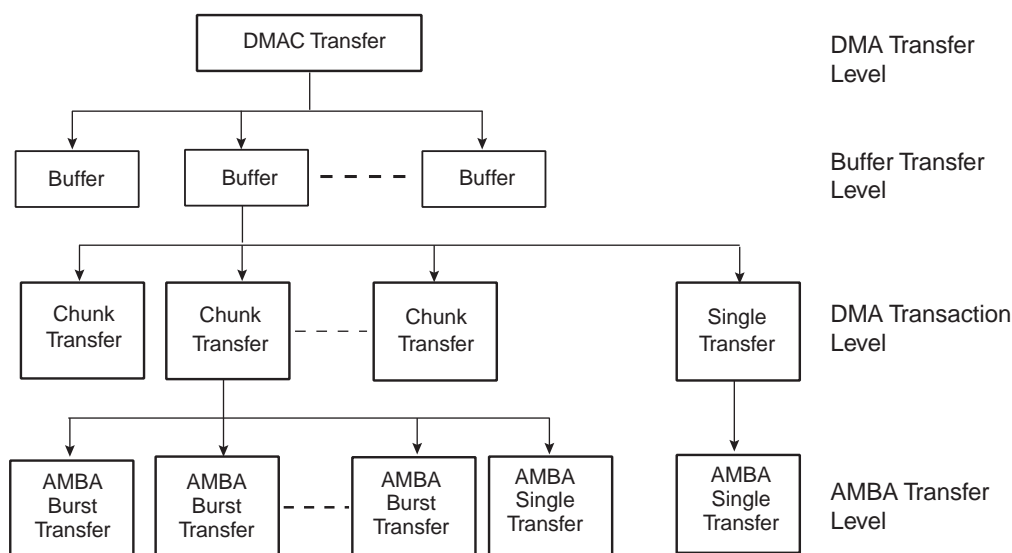 DMAC Transfer
DMA Transfer
Level
Buffer
Buffer
Buffer
Buffer Transfer
Level
Chunk
Transfer
Chunk
Transfer
Chunk
Transfer
Single
Transfer
DMA Transaction
Level
AMBA
Burst
Transfer
AMBA
Burst
Transfer
AMBA
Burst
Transfer
AMBA
Single
Transfer
AMBA
Single
Transfer
AMBA Transfer
Level